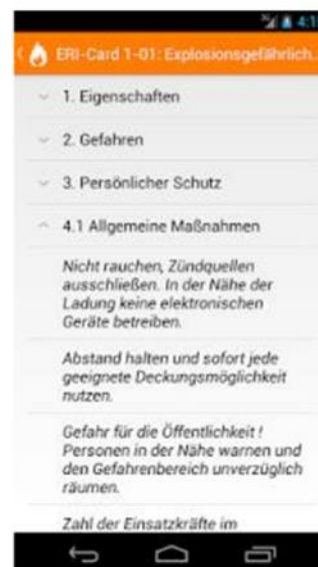 4:1
ERI-Card 1-01: Explosionsgefährlich...
1. Eigenschaften
2. Gefahren
3. Persönlicher Schutz
4.1 Allgemeine Maßnahmen
Nicht rauchen, Zündquellen
ausschließen. In der Nähe der
Ladung keine elektronischen
Geräte betreiben.
Abstand halten und sofort jede
geeignete Deckungsmöglichkeit
nutzen.
Gefahr für die Öffentlichkeit !
Personen in der Nähe warnen und
den Gefahrenbereich unverzüglich
räumen.
Zahl der Einsatzkräfte im